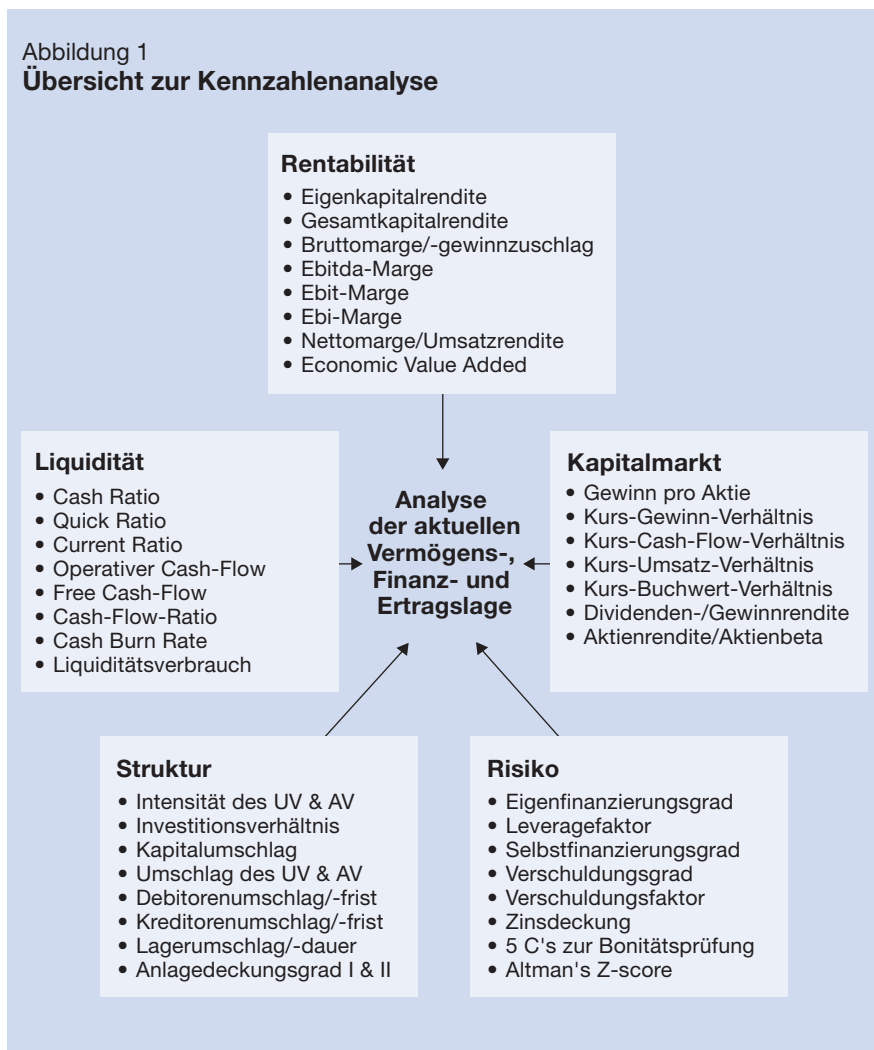 Abbildung 1
Übersicht zur Kennzahlenanalyse
Rentabilität
• Eigenkapitalrendite
• Gesamtkapitalrendite
• Bruttomarge/-gewinnzuschlag
• Ebitda-Marge
• Ebit-Marge
• Ebi-Marge
• Nettomarge/Umsatzrendite
• Economic Value Added
Liquidität
• Cash Ratio
• Quick Ratio
• Current Ratio
• Operativer Cash-Flow
• Free Cash-Flow
• Cash-Flow-Ratio
• Cash Burn Rate
• Liquiditätsverbrauch
Analyse
der aktuellen
Vermögens-,
Finanz- und
Ertragslage
Kapitalmarkt
• Gewinn pro Aktie
• Kurs-Gewinn-Verhältnis
• Kurs-Cash-Flow-Verhältnis
• Kurs-Umsatz-Verhältnis
• Kurs-Buchwert-Verhältnis
• Dividenden-/Gewinnrendite
• Aktienrendite/Aktienbeta
Struktur
• Intensität des UV & AV
• Investitionsverhältnis
• Kapitalumschlag
• Umschlag des UV & AV
• Debitorenumschlag/-frist
• Kreditorenumschlag/-frist
• Lagerumschlag/-dauer
• Anlagedeckungsgrad I & II
Risiko
• Eigenfinanzierungsgrad
• Leveragefaktor
• Selbstfinanzierungsgrad
• Verschuldungsgrad
• Verschuldungsfaktor
• Zinsdeckung
• 5 C's zur Bonitätsprüfung
• Altman's Z-score